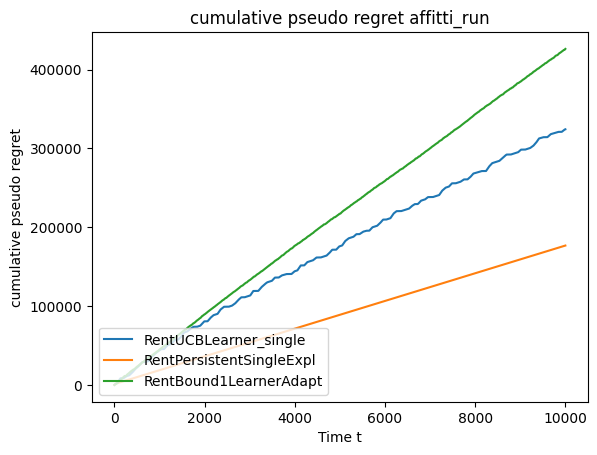 cumulative pseudo regret affitti_run
cumulative pseudo regret
400000
300000
200000
100000
0
RentUCBLearner_single
RentPersistentSingleExpl
RentBound1LearnerAdapt
0 2000 4000 6000 8000 10000
Time t